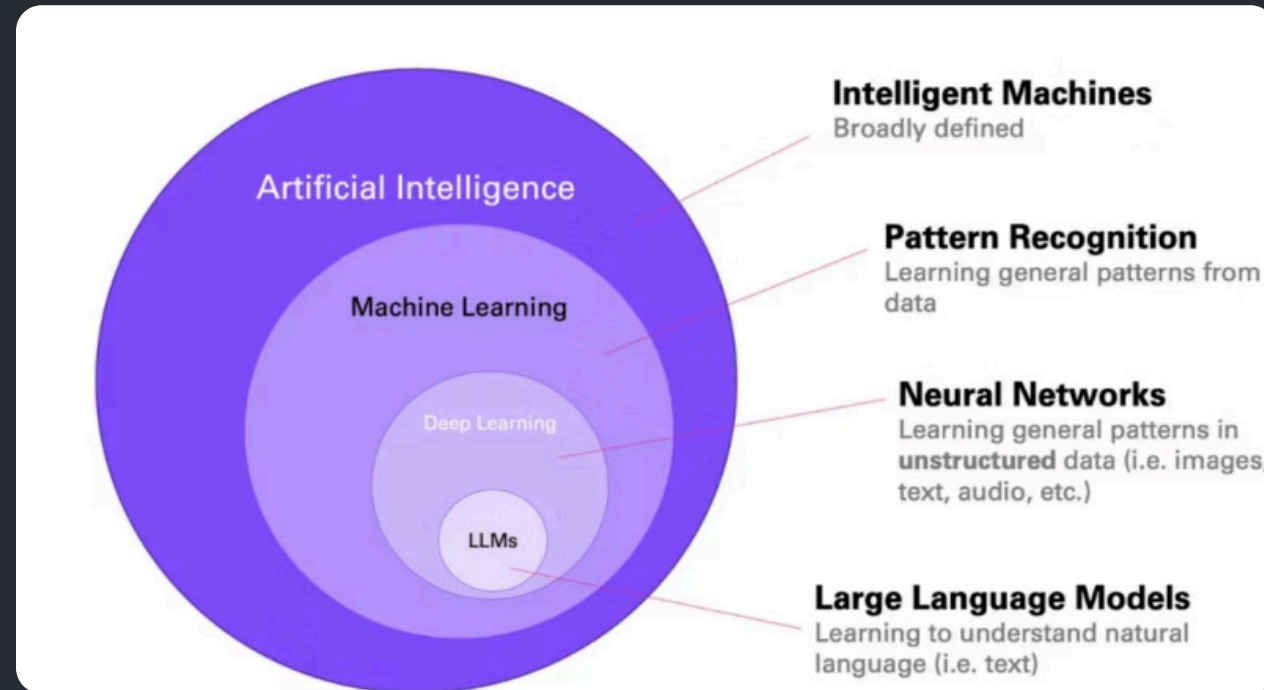 Artificial Intelligence
Machine Learning
Deep Learning
LLMs
Intelligent Machines
Broadly defined
Pattern Recognition
Learning general patterns from
data
Neural Networks
Learning general patterns in
unstructured data (i.e. images,
text, audio, etc.)
Large Language Models
Learning to understand natural
language (i.e. text)